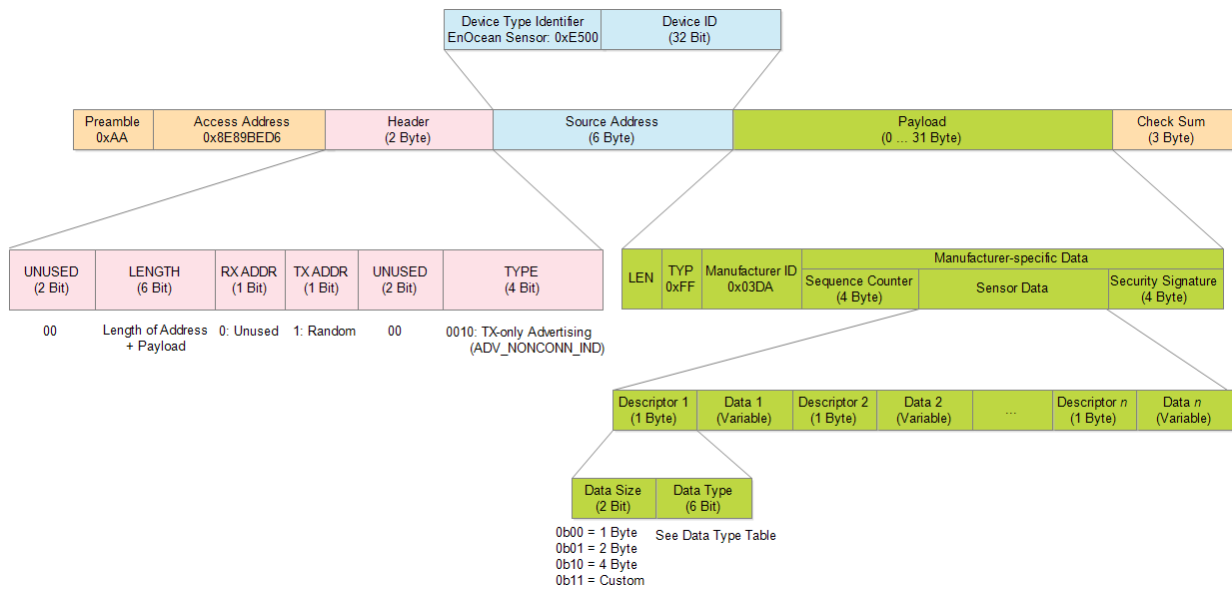 Device Type Identifier
EnOcean Sensor: 0xE500
Device ID
(32 Bit)
Preamble
0xAA
Access Address
0x8E89BED6
Header
(2 Byte)
Source Address
(6 Byte)
Payload
(0 ... 31 Byte)
Check Sum
(3 Byte)
UNUSED
(2 Bit)
LENGTH
(6 Bit)
RX ADDR
(1 Bit)
TX ADDR
(1 Bit)
UNUSED
(2 Bit)
TYPE
(4 Bit)
00
Length of Address
+ Payload
0: Unused
1: Random
00
0010: TX-only Advertising
(ADV_NONCONN_IND)
LEN
TYP
0xFF
Manufacturer ID
0x03DA
Manufacturer-specific Data
Sequence Counter
(4 Byte)
Sensor Data
Security Signature
(4 Byte)
Descriptor 1
(1 Byte)
Data 1
(Variable)
Descriptor 2
(1 Byte)
Data 2
(Variable)
...
Descriptor n
(1 Byte)
Data n
(Variable)
Data Size
(2 Bit)
Data Type
(6 Bit)
0b00 = 1 Byte
0b01 = 2 Byte
0b10 = 4 Byte
0b11 = Custom
See Data Type Table